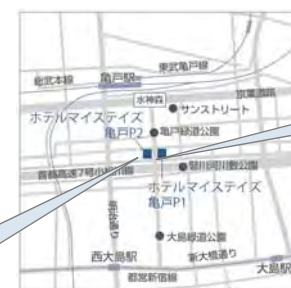 東武亀戸線
総武本線
亀戸駅
京葉道路
水神森
サンストリート
ホテルマイステイズ
亀戸P2
亀戸緑道公園
首都高速7号小松川線
竪川河川敷公園
ホテルマイステイズ
亀戸P1
明治通り
大島緑道公園
西大島駅
新大橋通り
大島駅
都営新宿線